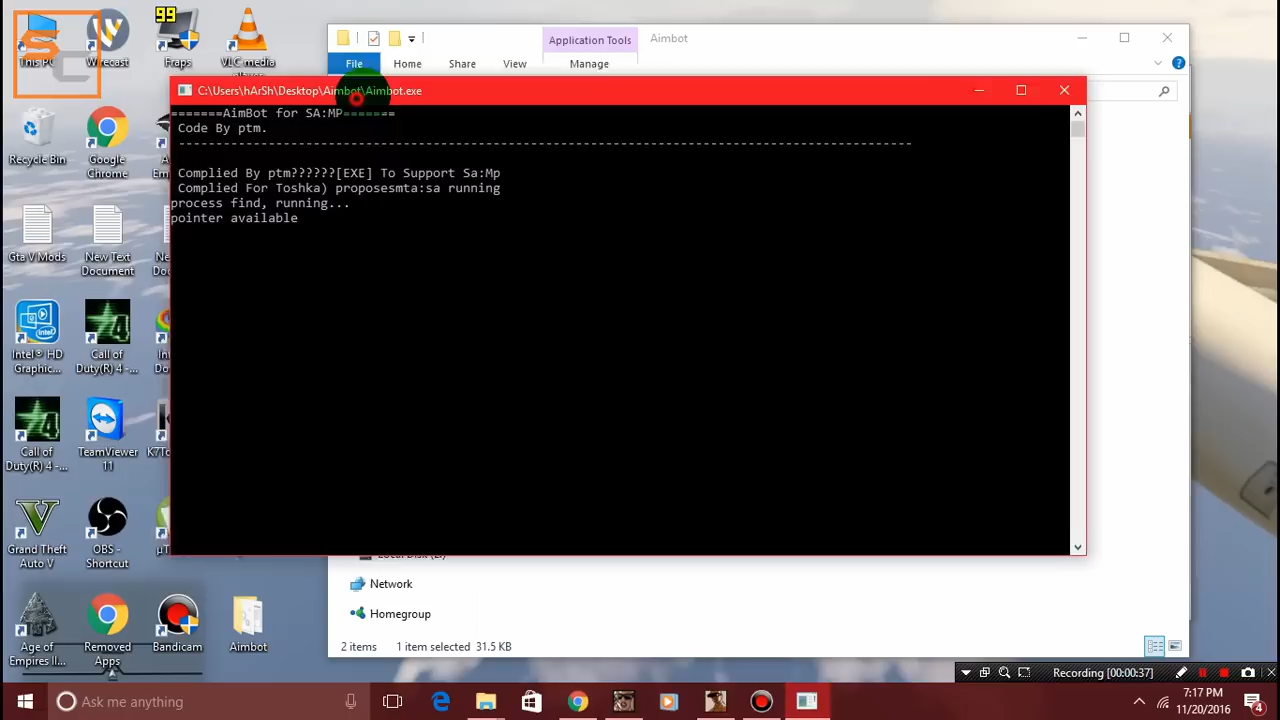 99
This PC
Wirecast
Fraps
VLC media
player
Recycle Bin
Google
Chrome
Gta V Mods
New Text
Document
Intel® HD
Graphic...
Call of
Duty(R) 4 -...
Call of
Duty(R) 4 -...
TeamViewer
11
Grand Theft
Auto V
OBS -
Shortcut
Age of
Empires II...
Removed
Apps
Bandicam
Aimbot
Application Tools
Aimbot
File
Home
Share
View
Manage
C:\Users\hArSh\Desktop\Aimbot\Aimbot.exe
=======AimBot for SA:MP=======
Code By ptm.
Complied By ptm??????[EXE] To Support Sa:Mp
Complied For Toshka) proposesmta:sa running
process find, running...
pointer available
Network
Homegroup
2 items
1 item selected 31.5 KB
Recording [00:00:37]
Ask me anything
7:17 PM
11/20/2016
4